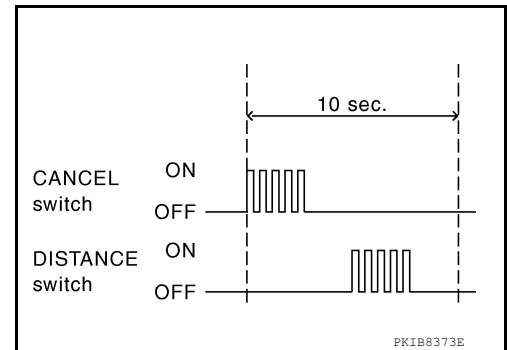 10 sec.
CANCEL switch
ON
OFF
DISTANCE switch
ON
OFF
PKIB8373E